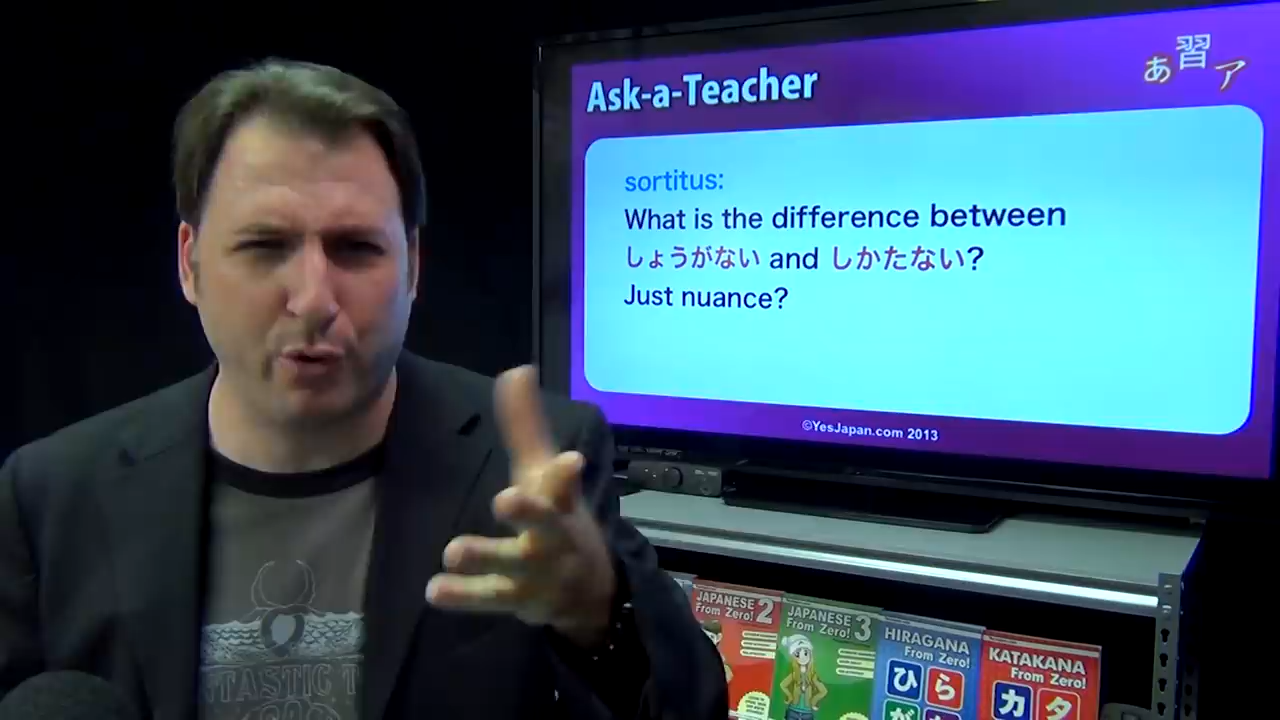 Ask-a-Teacher
あ習ア
sortitus:
What is the difference between
しょうがない and しかたない?
Just nuance?
©YesJapan.com 2013
JAPANESE 2
From Zero!
JAPANESE 3
From Zero!
HIRAGANA
From Zero!
ひら
KATAKANA
From Zero!
カタ